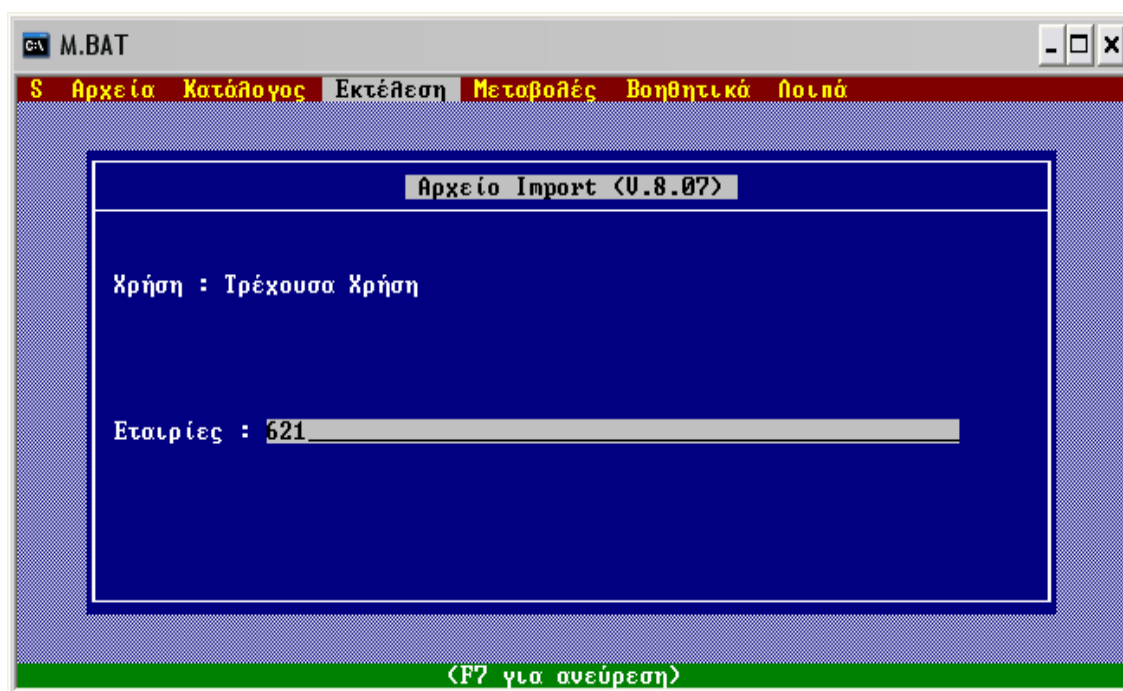 M.BAT
S Αρχεία Κατάλογος Εκτέλεση Μεταβολές Βοηθητικά Λοιπά
Αρχείο Import (V.8.07)
Χρήση : Τρέχουσα Χρήση
Εταιρίες : 621
(F7 για ανεύρεση)